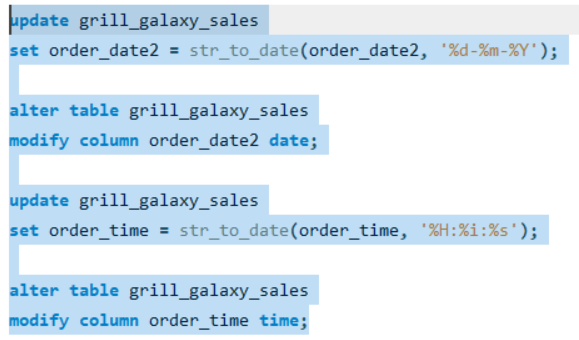 update grill_galaxy_sales
set order_date2 = str_to_date(order_date2, '%d-%m-%Y');
alter table grill_galaxy_sales
modify column order_date2 date;
update grill_galaxy_sales
set order_time = str_to_date(order_time, '%H:%i:%s');
alter table grill_galaxy_sales
modify column order_time time;